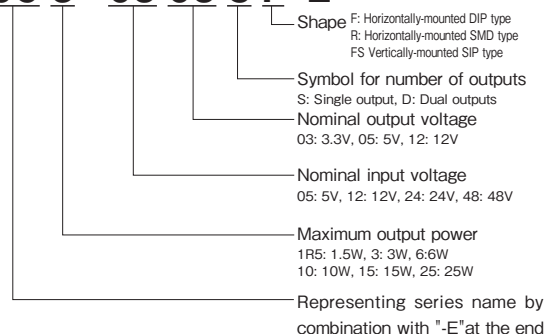 Shape F: Horizontally-mounted DIP type
R: Horizontally-mounted SMD type
FS Vertically-mounted SIP type
Symbol for number of outputs
S: Single output, D: Dual outputs
Nominal output voltage
03: 3.3V, 05: 5V, 12: 12V
Nominal input voltage
05: 5V, 12: 12V, 24: 24V, 48: 48V
Maximum output power
1R5: 1.5W, 3: 3W, 6:6W
10: 10W, 15: 15W, 25: 25W
Representing series name by
combination with "-E"at the end